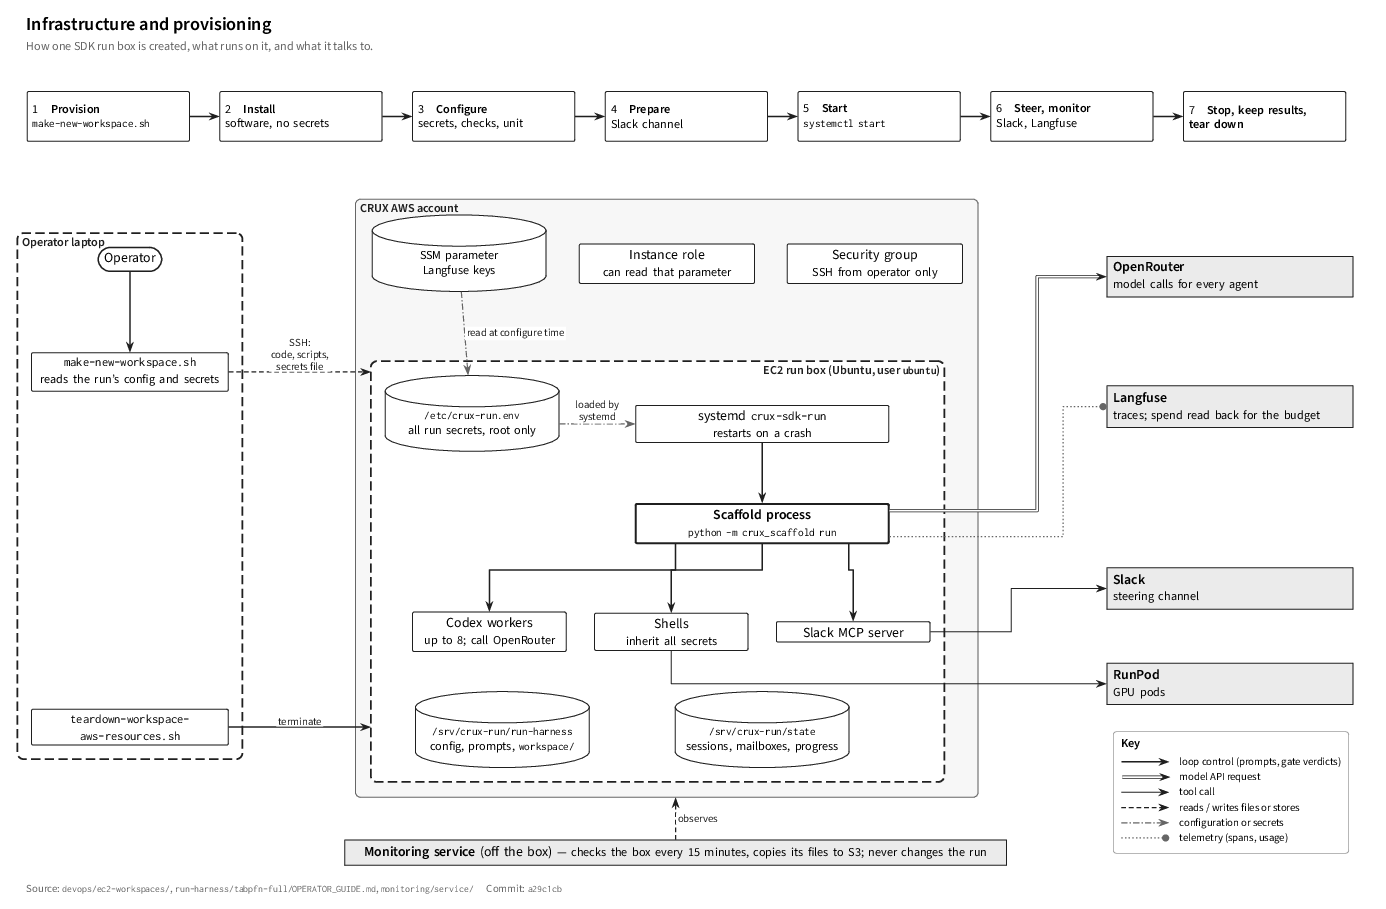 Infrastructure and provisioning
How one SDK run box is created, what runs on it, and what it talks to.
1 Provision
make-new-workspace.sh
2 Install
software, no secrets
3 Configure
secrets, checks, unit
4 Prepare
Slack channel
5 Start
systemctl start
6 Steer, monitor
Slack, Langfuse
7 Stop, keep results,
tear down
Operator laptop
Operator
make-new-workspace.sh
reads the run's config and secrets
teardown-workspace-
aws-resources.sh
SSH:
code, scripts,
secrets file
terminate
CRUX AWS account
SSM parameter
Langfuse keys
Instance role
can read that parameter
Security group
SSH from operator only
read at configure time
EC2 run box (Ubuntu, user ubuntu)
/etc/crux-run.env
all run secrets, root only
loaded by
systemd
systemd crux-sdk-run
restarts on a crash
Scaffold process
python -m crux_scaffold run
Codex workers
up to 8; call OpenRouter
Shells
inherit all secrets
Slack MCP server
/srv/crux-run/run-harness
config, prompts, workspace/
/srv/crux-run/state
sessions, mailboxes, progress
OpenRouter
model calls for every agent
Langfuse
traces; spend read back for the budget
Slack
steering channel
RunPod
GPU pods
Key
loop control (prompts, gate verdicts)
model API request
tool call
reads / writes files or stores
configuration or secrets
telemetry (spans, usage)
observes
Monitoring service (off the box) — checks the box every 15 minutes, copies its files to S3; never changes the run
Source: devops/ec2-workspaces/, run-harness/tabpfn-full/OPERATOR_GUIDE.md, monitoring/service/ Commit: a29c1cb